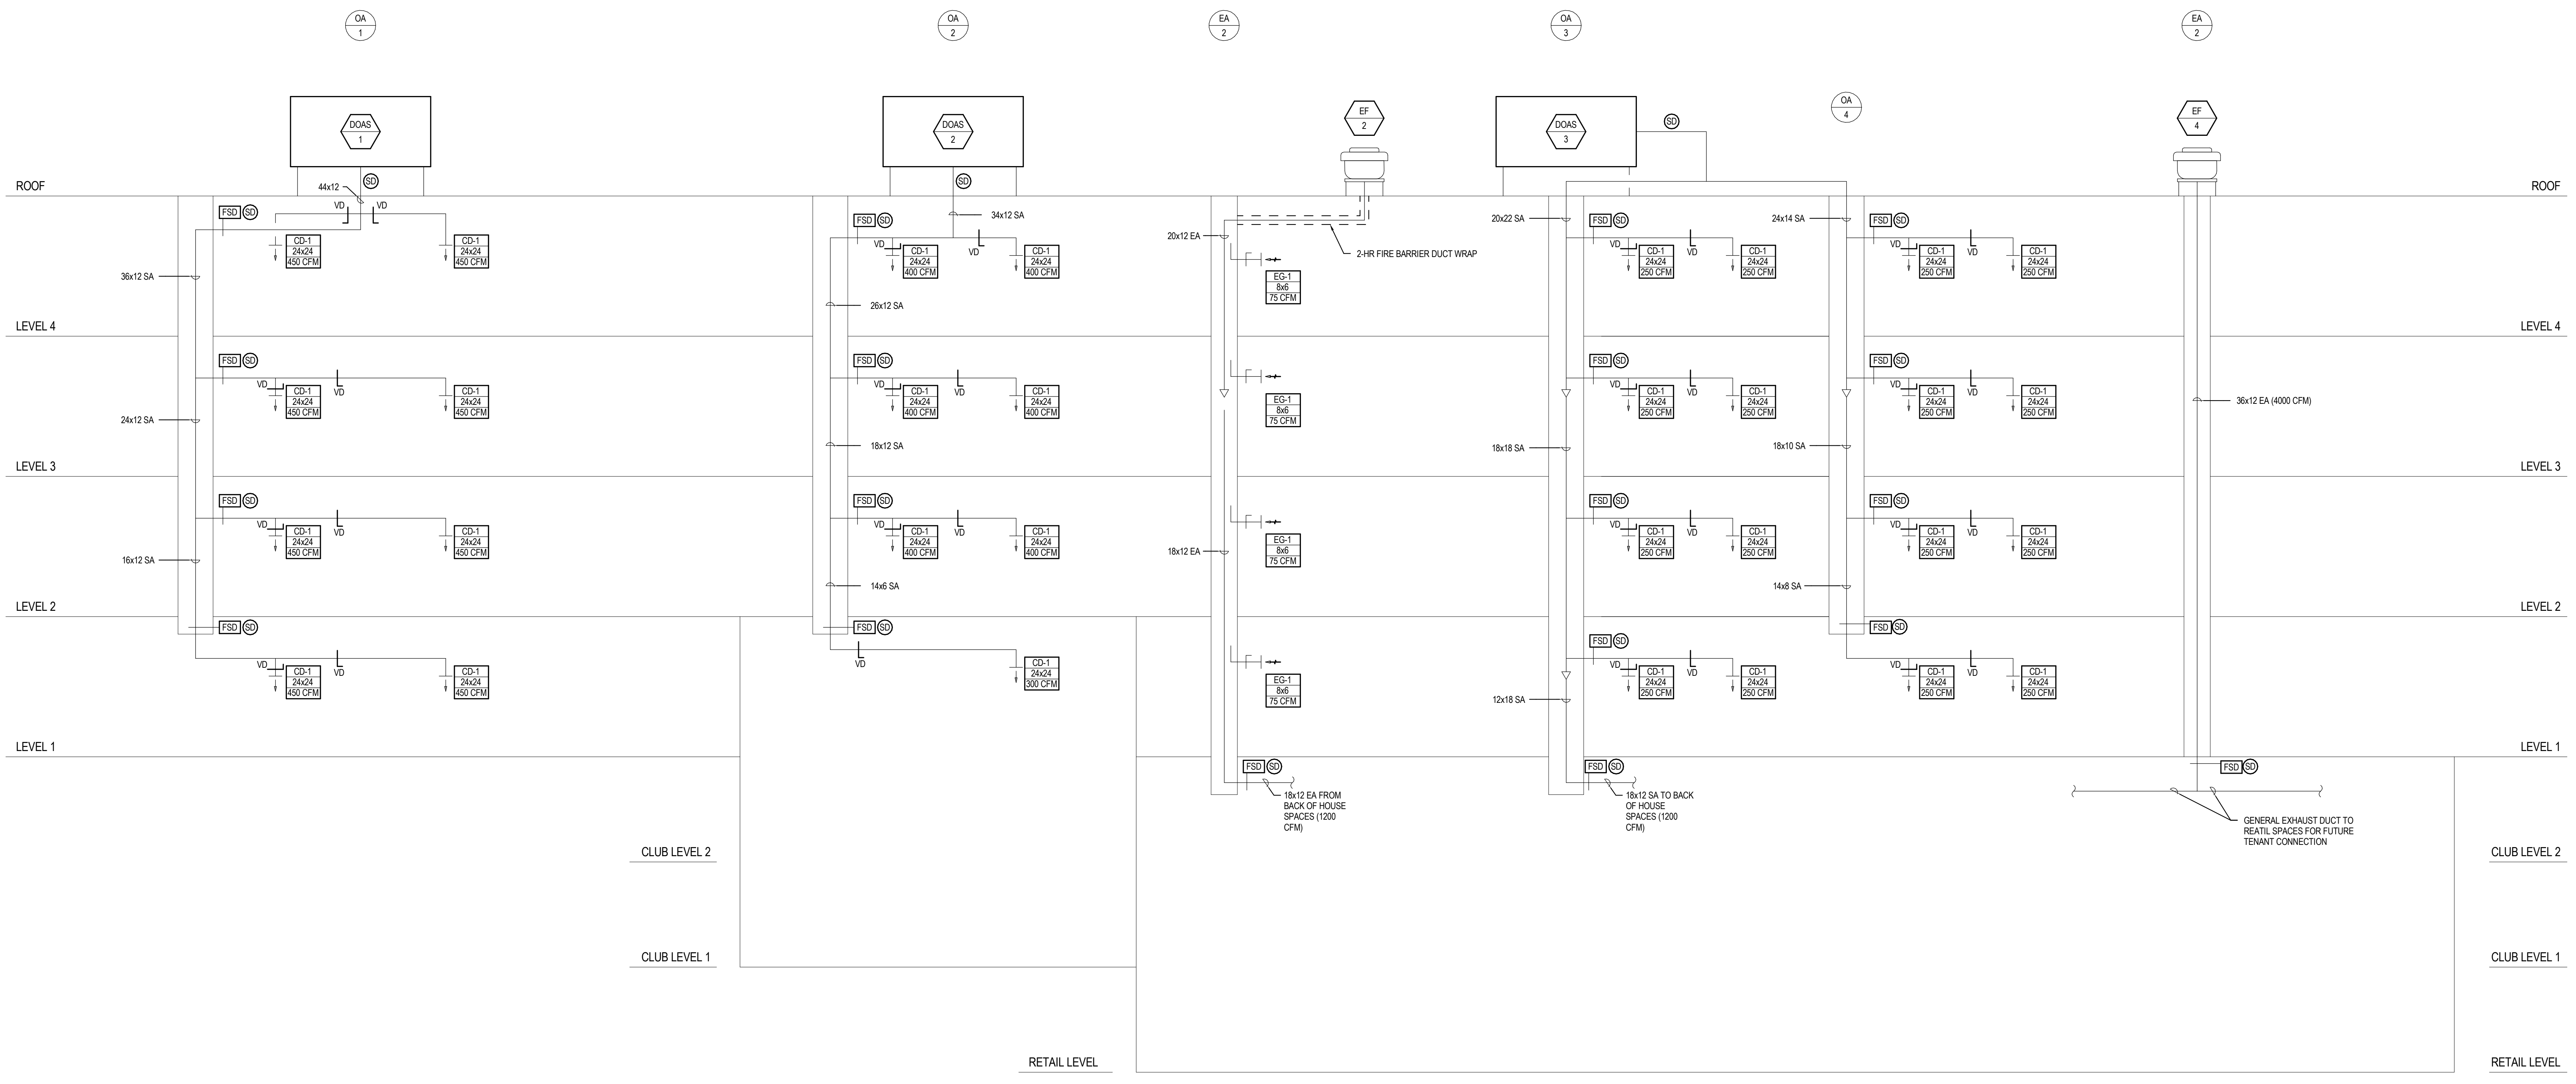 OA
1
OA
2
EA
2
OA
3
EA
2
OA
4
DOAS
1
DOAS
2
EF
2
DOAS
3
SD
EF
4
ROOF
44x12
SD
SD
ROOF
VD
VD
FSD SD
CD-1
24x24
450 CFM
CD-1
24x24
450 CFM
36x12 SA
34x12 SA
FSD SD
VD
CD-1
24x24
400 CFM
VD
CD-1
24x24
400 CFM
26x12 SA
20x12 EA
2-HR FIRE BARRIER DUCT WRAP
EG-1
8x6
75 CFM
20x22 SA
FSD SD
VD
CD-1
24x24
250 CFM
VD
CD-1
24x24
250 CFM
24x14 SA
FSD SD
VD
CD-1
24x24
250 CFM
VD
CD-1
24x24
250 CFM
LEVEL 4
LEVEL 4
FSD SD
VD
CD-1
24x24
450 CFM
VD
CD-1
24x24
450 CFM
24x12 SA
FSD SD
VD
CD-1
24x24
400 CFM
VD
CD-1
24x24
400 CFM
18x12 SA
EG-1
8x6
75 CFM
FSD SD
VD
CD-1
24x24
250 CFM
VD
CD-1
24x24
250 CFM
18x18 SA
FSD SD
VD
CD-1
24x24
250 CFM
VD
CD-1
24x24
250 CFM
18x10 SA
36x12 EA (4000 CFM)
LEVEL 3
LEVEL 3
FSD SD
VD
CD-1
24x24
450 CFM
VD
CD-1
24x24
450 CFM
16x12 SA
FSD SD
VD
CD-1
24x24
400 CFM
VD
CD-1
24x24
400 CFM
14x6 SA
18x12 EA
EG-1
8x6
75 CFM
FSD SD
VD
CD-1
24x24
250 CFM
VD
CD-1
24x24
250 CFM
FSD SD
VD
CD-1
24x24
250 CFM
VD
CD-1
24x24
250 CFM
14x8 SA
LEVEL 2
LEVEL 2
FSD SD
VD
CD-1
24x24
450 CFM
VD
CD-1
24x24
450 CFM
FSD SD
VD
CD-1
24x24
300 CFM
EG-1
8x6
75 CFM
FSD SD
VD
CD-1
24x24
250 CFM
VD
CD-1
24x24
250 CFM
12x18 SA
FSD SD
VD
CD-1
24x24
250 CFM
VD
CD-1
24x24
250 CFM
LEVEL 1
LEVEL 1
FSD SD
18x12 EA FROM
BACK OF HOUSE
SPACES (1200
CFM)
FSD SD
18x12 SA TO BACK
OF HOUSE
SPACES (1200
CFM)
FSD SD
GENERAL EXHAUST DUCT TO
REATIL SPACES FOR FUTURE
TENANT CONNECTION
CLUB LEVEL 2
CLUB LEVEL 2
CLUB LEVEL 1
CLUB LEVEL 1
RETAIL LEVEL
RETAIL LEVEL